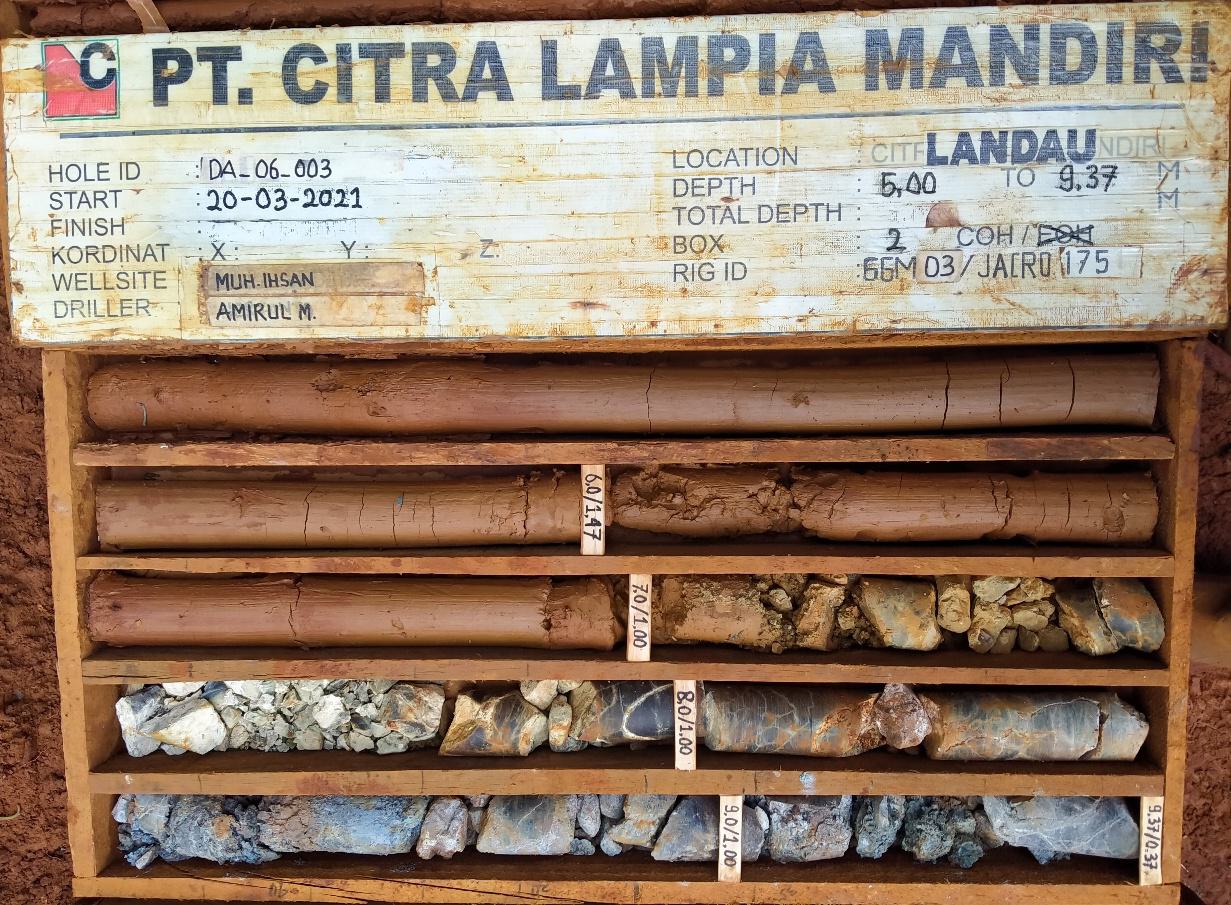 C PT. CITRA LAMPIA MANDIRI
HOLE ID : DA_06_003
START : 20-03-2021
FINISH :
KORDINAT : X : Y : Z.
WELLSITE MUH.IHSAN
DRILLER AMIRUL M.
LOCATION : LANDAU
DEPTH : 5,00 TO 9.37 M
TOTAL DEPTH : M
BOX : 2 COH / EOH
RIG ID : GGM 03 / JACRO 175
6.0/1,47
7.0/1.00
8.0/1.00
9.0/1.00
9.37/0.37